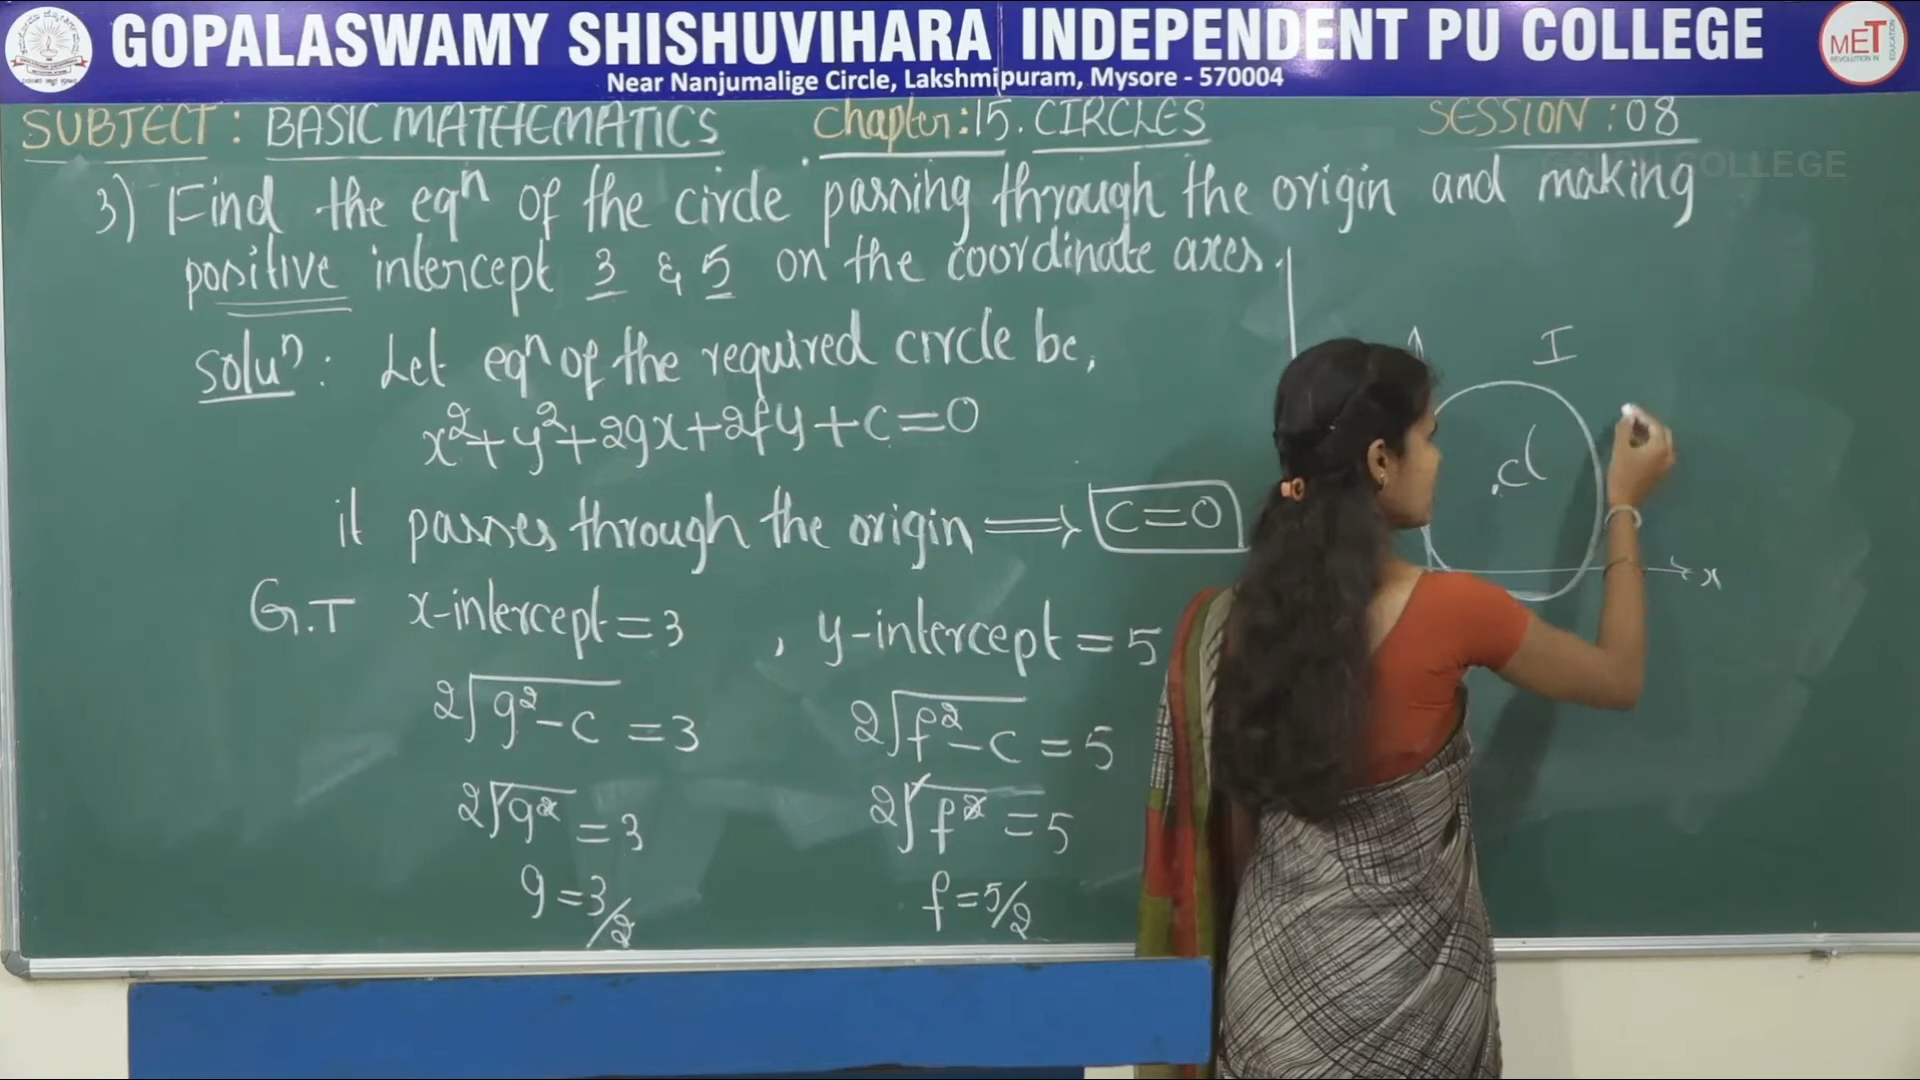 GOPALASWAMY SHISHUVIHARA INDEPENDENT PU COLLEGE
Near Nanjumalige Circle, Lakshmipuram, Mysore - 570004
MET
REVOLUTION IN EDUCATION
SUBJECT : BASIC MATHEMATICS Chapter:15. CIRCLES SESSION : 08
COLLEGE
3) Find the eqⁿ of the circle passing through the origin and making
positive intercept 3 & 5 on the coordinate axes.
soluⁿ : Let eqⁿ of the required circle be,
x²+y²+2gx+2fy+c=0
it passes through the origin ⟹ c=0
G.T x-intercept=3 , y-intercept=5
2√g²-c =3 2√f²-c =5
2√g² =3 2√f² =5
g=3/2 f=5/2
I
x